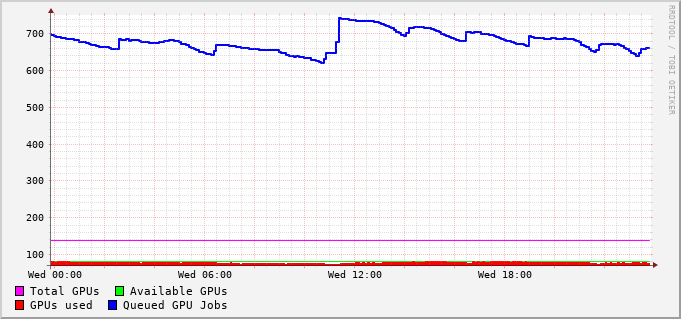 700
600
500
400
300
200
100
Wed 00:00 Wed 06:00 Wed 12:00 Wed 18:00
Total GPUs Available GPUs
GPUs used Queued GPU Jobs
RRDTOOL / TOBI OETIKER